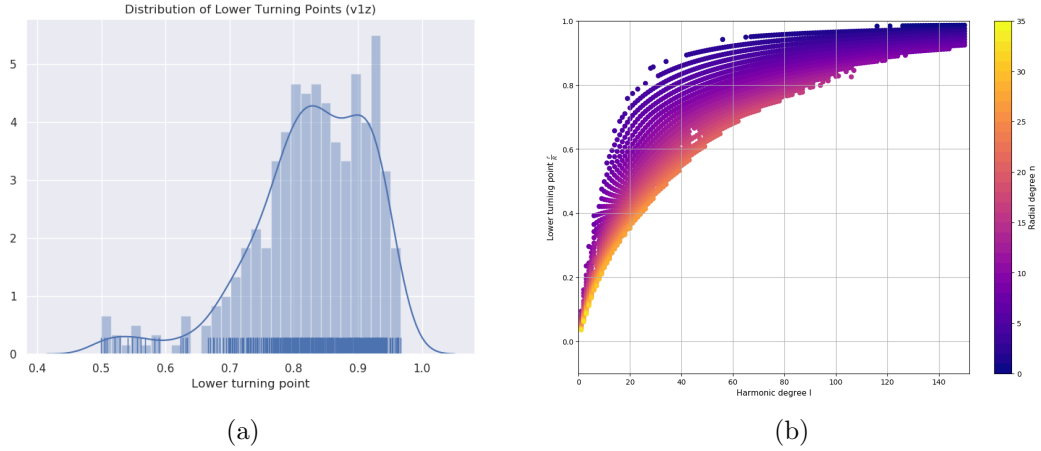 Distribution of Lower Turning Points (v1z)
5
4
3
2
1
0
0.4 0.5 0.6 0.7 0.8 0.9 1.0
Lower turning point
(a)
1.0
0.8
0.6
0.4
0.2
0.0
Lower turning point r/R
0 20 40 60 80 100 120 140
Harmonic degree l
35
30
25
20
15
10
5
0
Radial degree n
(b)